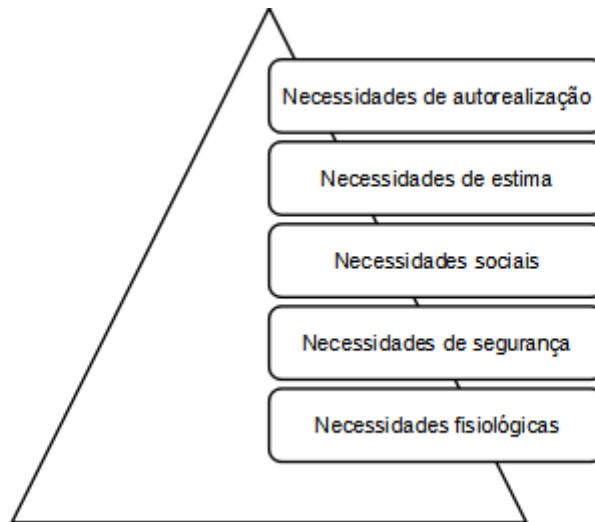 Necessidades de autorealização
Necessidades de estima
Necessidades sociais
Necessidades de segurança
Necessidades fisiológicas